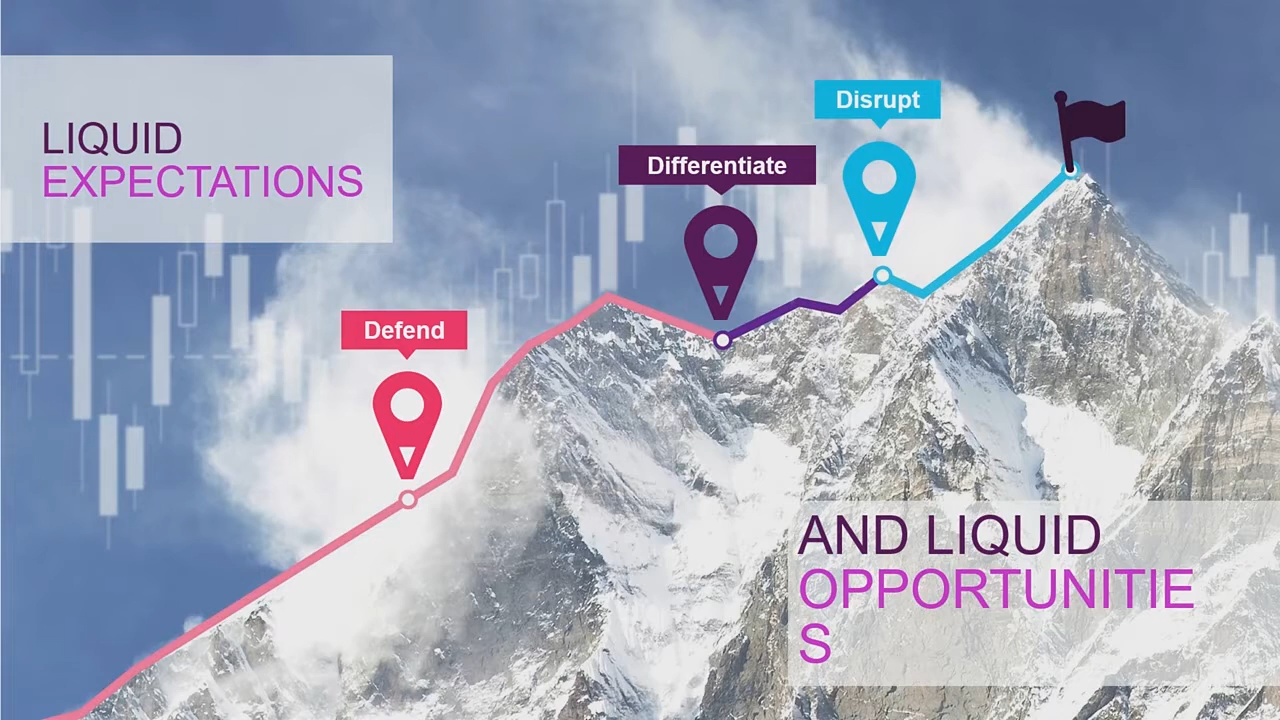 LIQUID
EXPECTATIONS
Disrupt
Differentiate
Defend
AND LIQUID
OPPORTUNITIE
S